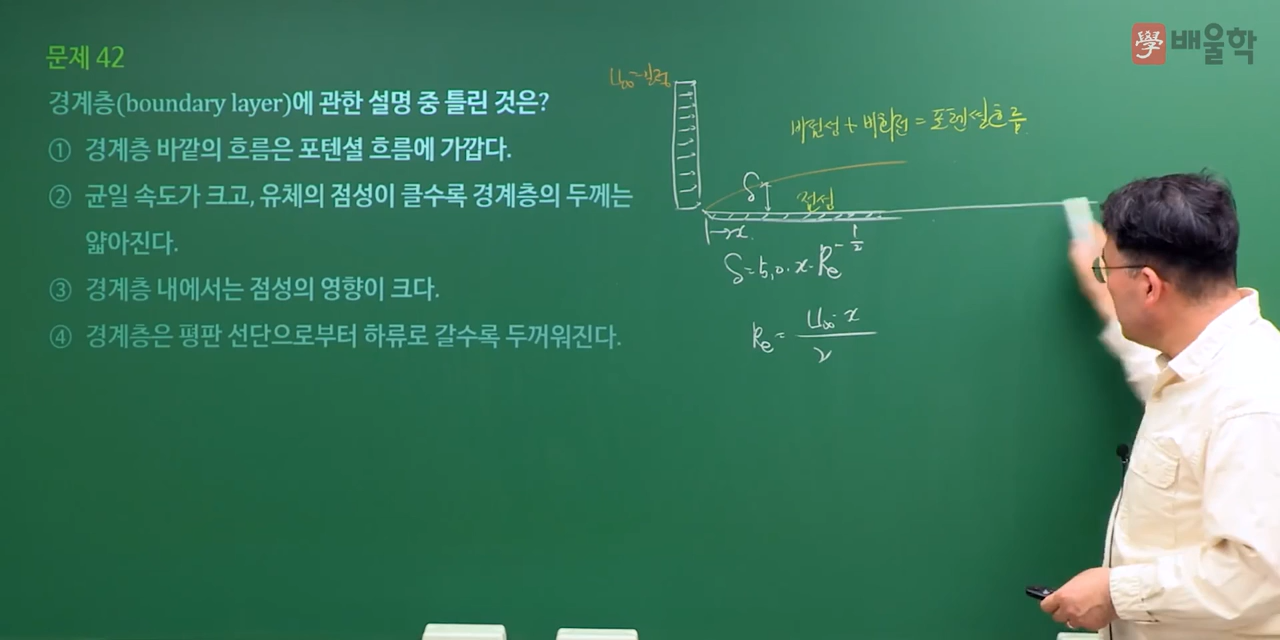 學 배울학
문제 42
경계층(boundary layer)에 관한 설명 중 틀린 것은?
① 경계층 바깥의 흐름은 포텐셜 흐름에 가깝다.
② 균일 속도가 크고, 유체의 점성이 클수록 경계층의 두께는
얇아진다.
③ 경계층 내에서는 점성의 영향이 크다.
④ 경계층은 평판 선단으로부터 하류로 갈수록 두꺼워진다.
U∞=일정
비점성 + 비회전 = 포텐셜흐름
δ
점성
x
δ=5.0·x·Re^-1/2
Re = U∞·x / ν